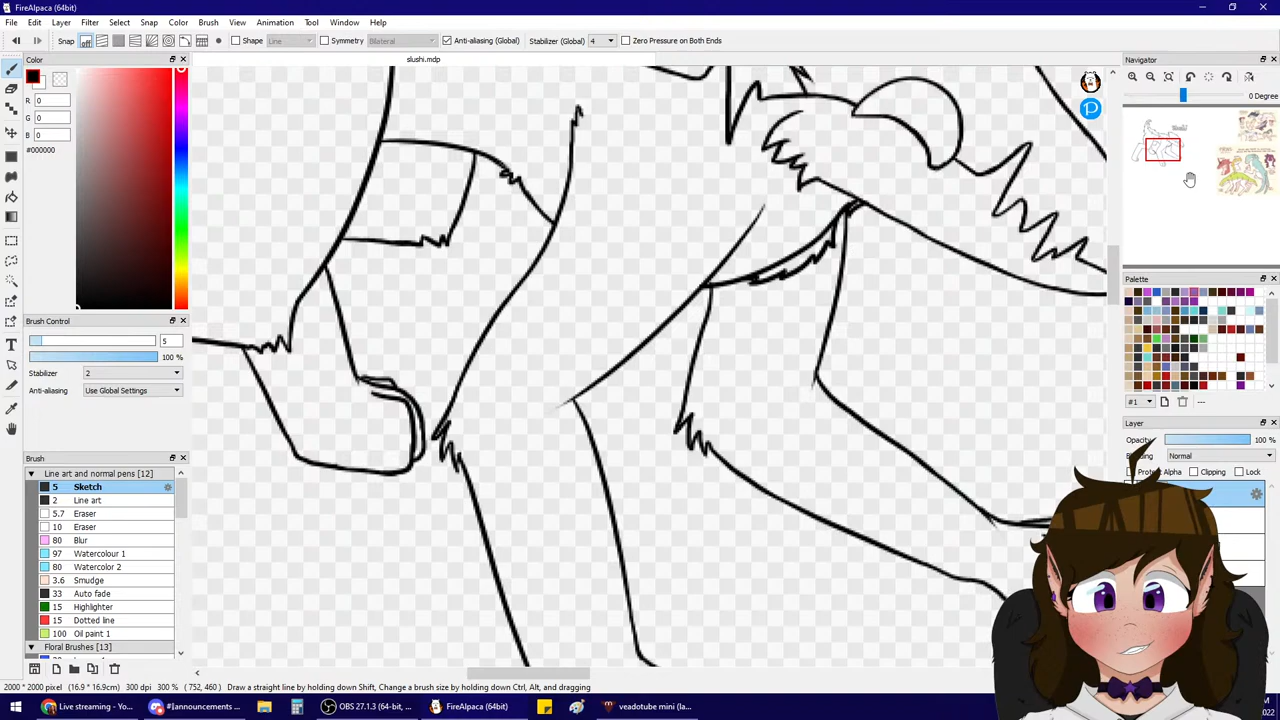 FireAlpaca (64bit)
File Edit Layer Filter Select Snap Color Brush View Animation Tool Window Help
Snap off Shape Line Symmetry Bilateral Anti-aliasing (Global) Stabilizer (Global) 4 Zero Pressure on Both Ends
Color
R 0
G 0
B 0
#000000
Brush Control
5
100 %
Stabilizer 2
Anti-aliasing Use Global Settings
Brush
Line art and normal pens [12]
5 Sketch
2 Line art
5.7 Eraser
10 Eraser
80 Blur
97 Watercolour 1
80 Watercolor 2
3.6 Smudge
33 Auto fade
15 Highlighter
15 Dotted line
100 Oil paint 1
Floral Brushes [13]
slushi.mdp
Navigator
0 Degree
Palette
#1
Layer
Opacity 100 %
Normal
Protect Alpha Clipping Lock
2000 * 2000 pixel (16.9 * 16.9cm) 300 dpi 300 % ( 752, 460 ) Draw a straight line by holding down Shift, Change a brush size by holding down Ctrl, Alt, and dragging
Live streaming - Yo...
#🔒announcements ...
OBS 27.1.3 (64-bit, ...
FireAlpaca (64bit)
veadotube mini (la...